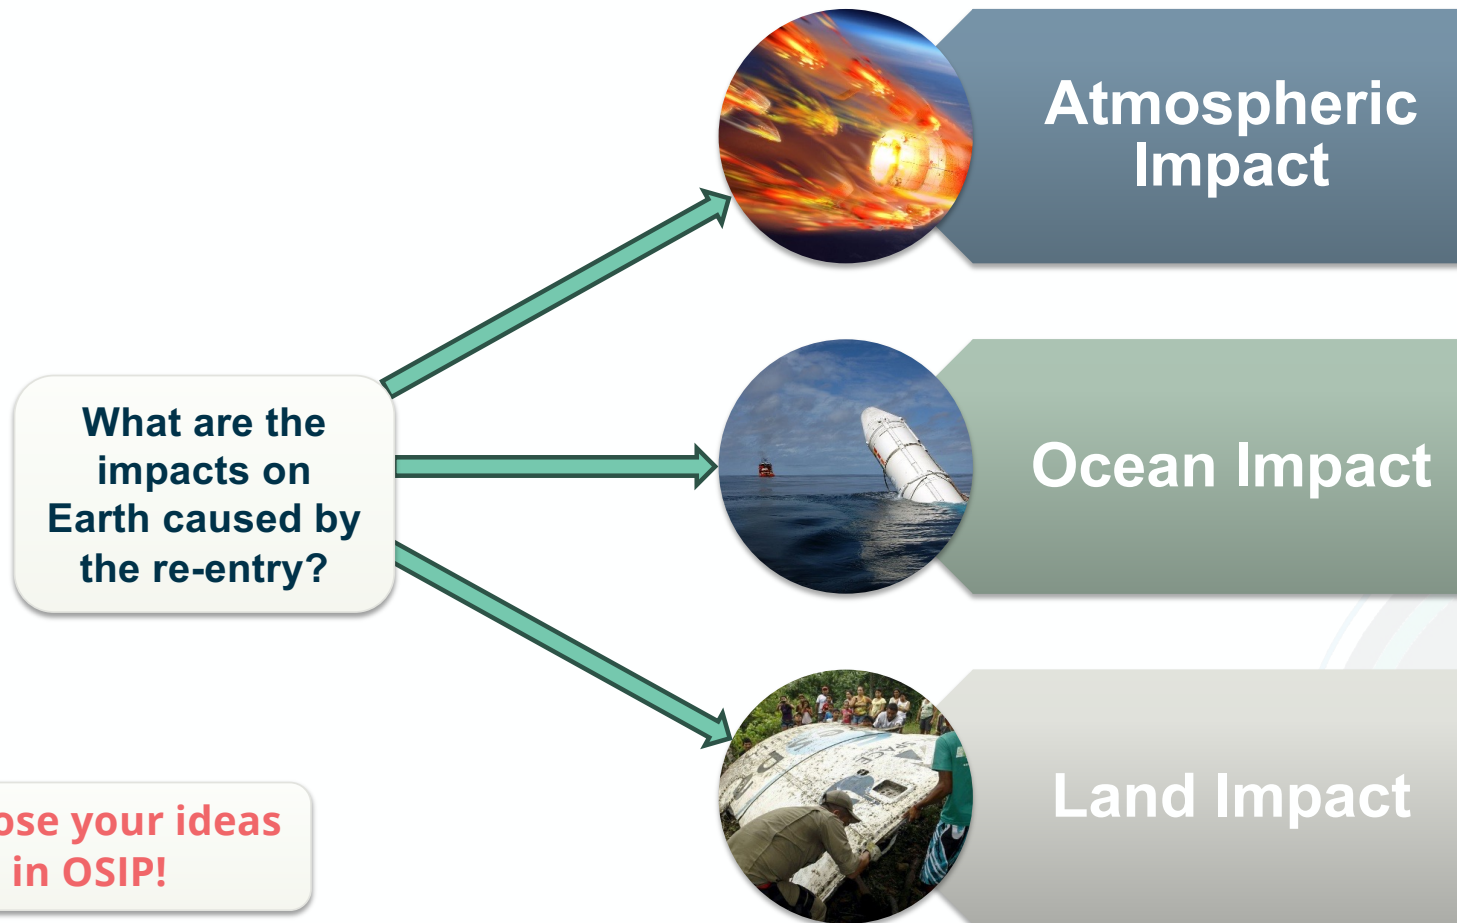 Atmospheric
Impact
What are the
impacts on
Earth caused by
the re-entry?
Ocean Impact
Land Impact
ose your ideas
in OSIP!
SPACE